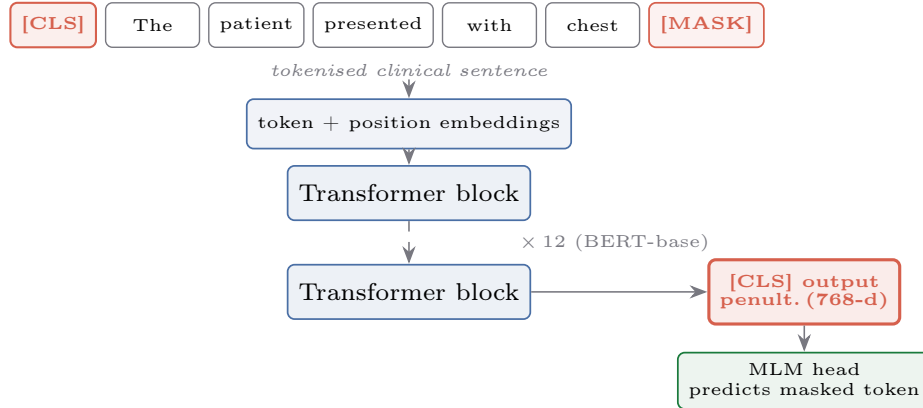 [CLS] The patient presented with chest [MASK]
tokenised clinical sentence
token + position embeddings
Transformer block
× 12 (BERT-base)
Transformer block
[CLS] output
penult. (768-d)
MLM head
predicts masked token